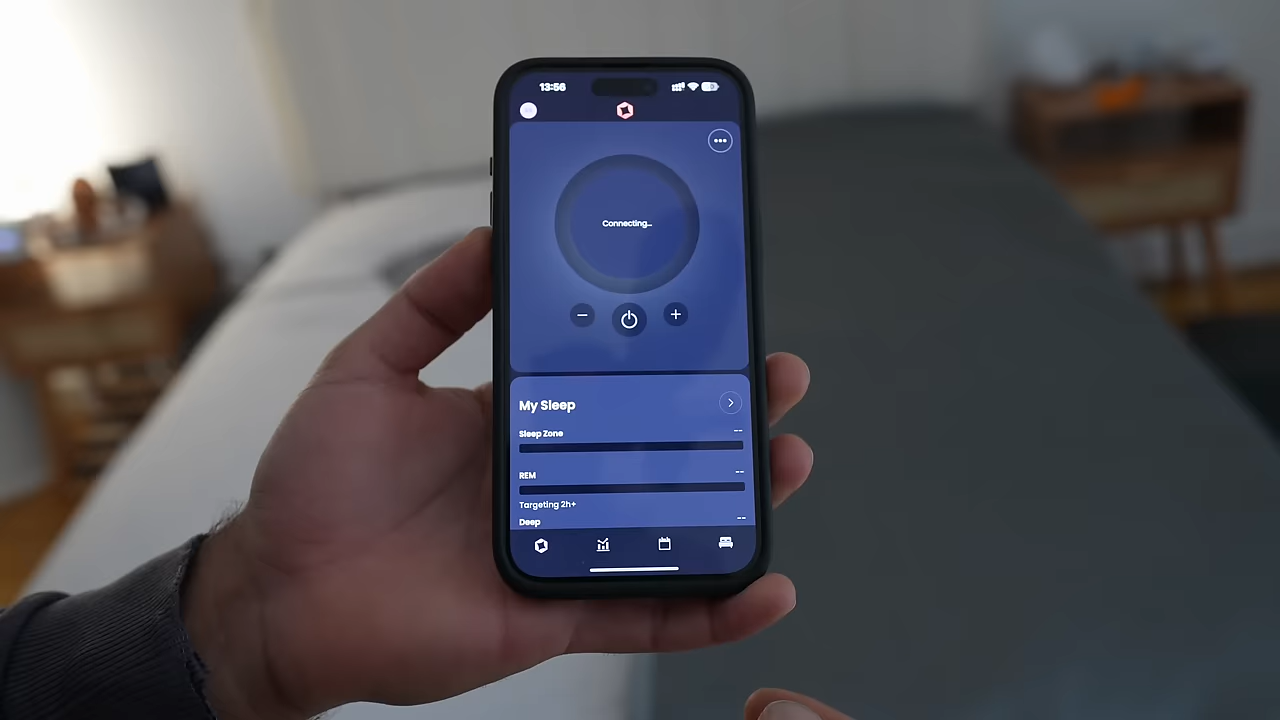 13:56
Connecting...
My Sleep
Sleep Zone --
REM --
Targeting 2h+
Deep --